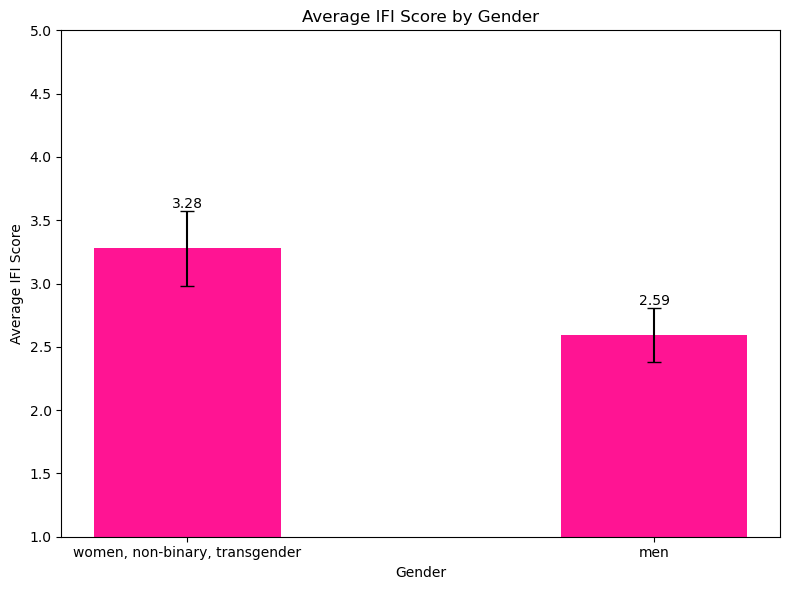 Average IFI Score by Gender
5.0
4.5
4.0
3.5
3.0
2.5
2.0
1.5
1.0
Average IFI Score
3.28
2.59
women, non-binary, transgender
men
Gender